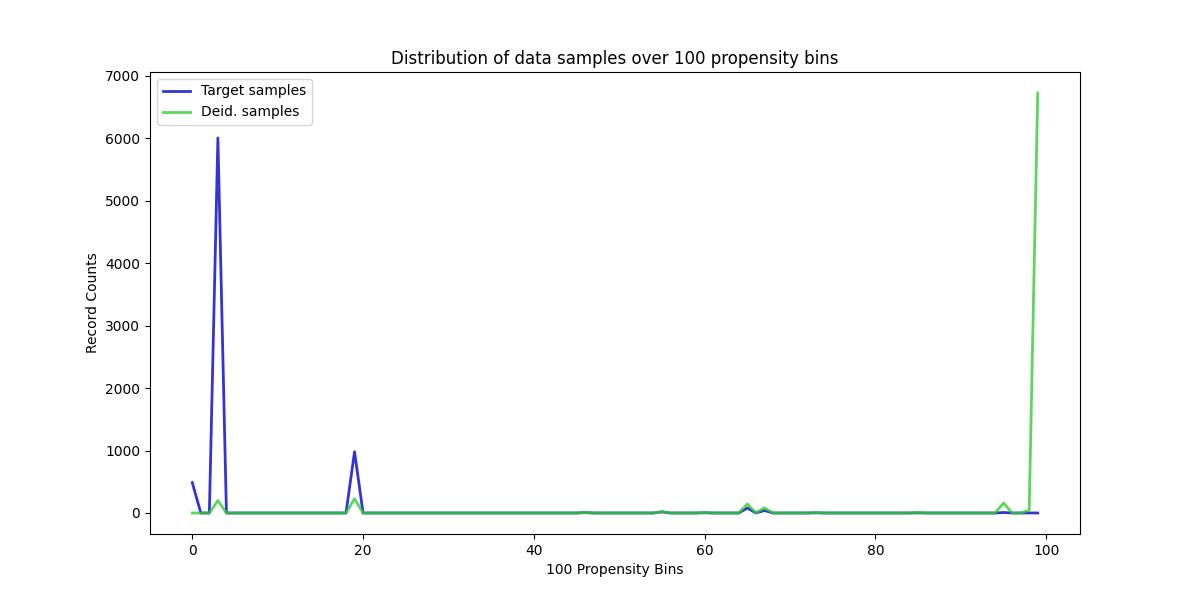 Distribution of data samples over 100 propensity bins
Target samples
Deid. samples
7000
6000
5000
4000
3000
2000
1000
0
Record Counts
0 20 40 60 80 100
100 Propensity Bins